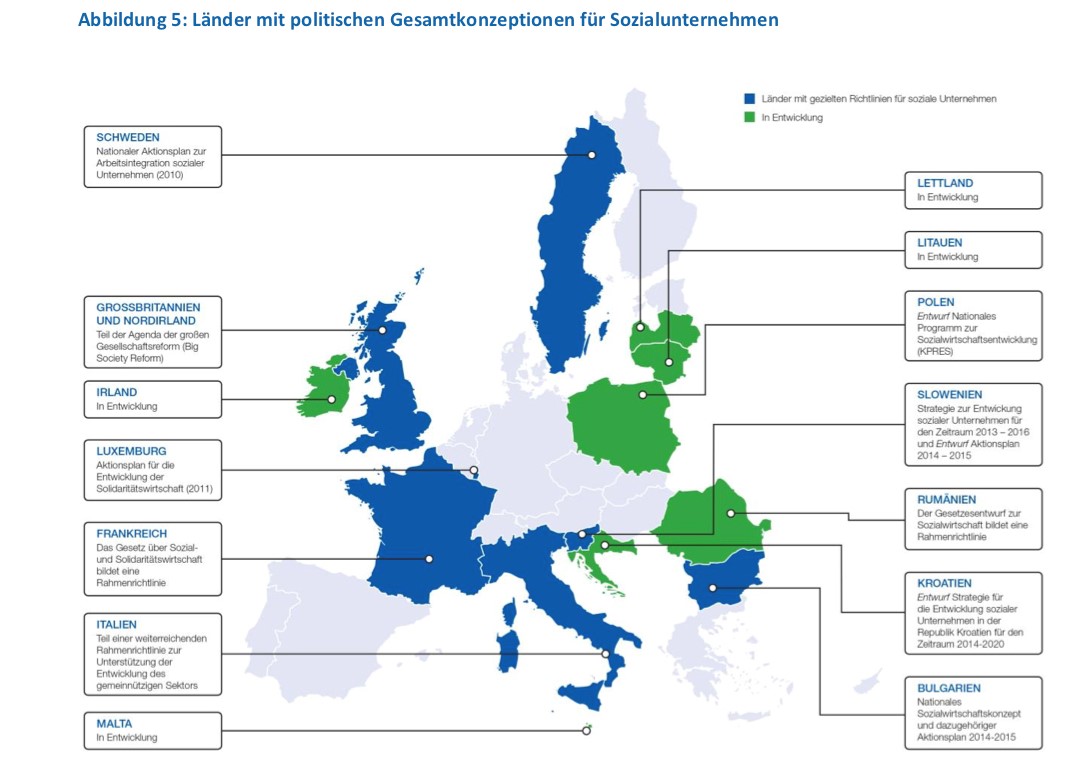 Abbildung 5: Länder mit politischen Gesamtkonzeptionen für Sozialunternehmen
Länder mit gezielten Richtlinien für soziale Unternehmen
In Entwicklung
SCHWEDEN
Nationaler Aktionsplan zur
Arbeitsintegration sozialer
Unternehmen (2010)
GROSSBRITANNIEN
UND NORDIRLAND
Teil der Agenda der großen
Gesellschaftsreform (Big
Society Reform)
IRLAND
In Entwicklung
LUXEMBURG
Aktionsplan für die
Entwicklung der
Solidaritätswirtschaft (2011)
FRANKREICH
Das Gesetz über Sozial-
und Solidaritätswirtschaft
bildet eine
Rahmenrichtlinie
ITALIEN
Teil einer weiterreichenden
Rahmenrichtlinie zur
Unterstützung der
Entwicklung des
gemeinnützigen Sektors
MALTA
In Entwicklung
LETTLAND
In Entwicklung
LITAUEN
In Entwicklung
POLEN
Entwurf Nationales
Programm zur
Sozialwirtschaftsentwicklung
(KPRES)
SLOWENIEN
Strategie zur Entwickung
sozialer Unternehmen für
den Zeitraum 2013 – 2016
und Entwurf Aktionsplan
2014 – 2015
RUMÄNIEN
Der Gesetzesentwurf zur
Sozialwirtschaft bildet eine
Rahmenrichtlinie
KROATIEN
Entwurf Strategie für
die Entwicklung sozialer
Unternehmen in der
Republik Kroatien für den
Zeitraum 2014-2020
BULGARIEN
Nationales
Sozialwirtschaftskonzept
und dazugehöriger
Aktionsplan 2014-2015